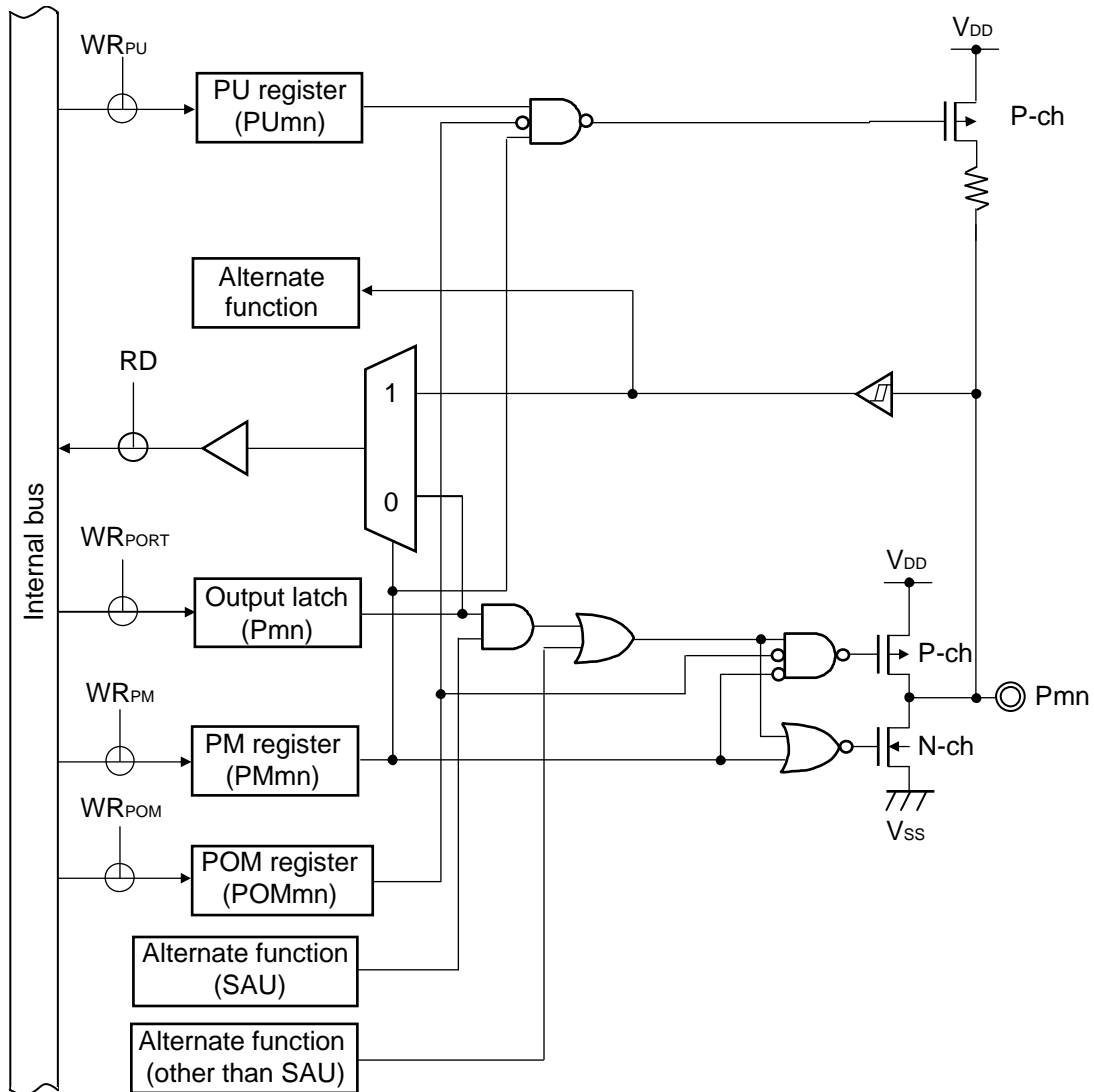 VDD
WRPU
PU register
(PUmn)
P-ch
Alternate
function
RD
1
0
Internal bus
WRPORT
VDD
Output latch
(Pmn)
P-ch
Pmn
WRPM
PM register
(PMmn)
N-ch
WRPOM
VSS
POM register
(POMmn)
Alternate function
(SAU)
Alternate function
(other than SAU)